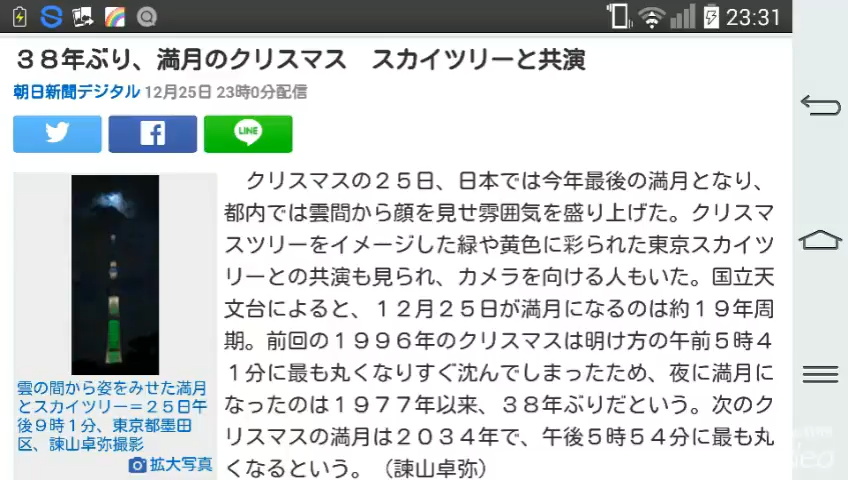 23:31
38年ぶり、満月のクリスマス　スカイツリーと共演
朝日新聞デジタル 12月25日 23時0分配信
LINE
クリスマスの25日、日本では今年最後の満月となり、
都内では雲間から顔を見せ雰囲気を盛り上げた。クリスマ
スツリーをイメージした緑や黄色に彩られた東京スカイツ
リーとの共演も見られ、カメラを向ける人もいた。国立天
文台によると、12月25日が満月になるのは約19年周
期。前回の1996年のクリスマスは明け方の午前5時4
1分に最も丸くなりすぐ沈んでしまったため、夜に満月に
なったのは1977年以来、38年ぶりだという。次のク
リスマスの満月は2034年で、午後5時54分に最も丸
くなるという。（諫山卓弥）
雲の間から姿をみせた満月
とスカイツリー＝25日午
後9時1分、東京都墨田
区、諫山卓弥撮影
拡大写真